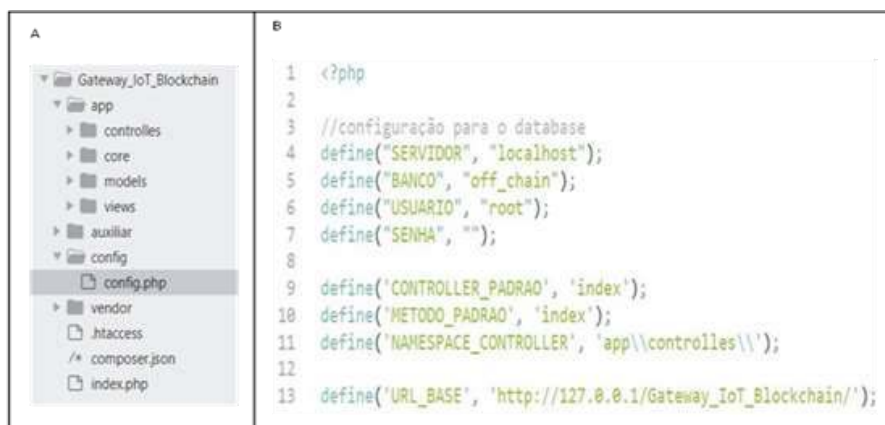 A
Gateway_IoT_Blockchain
app
controlles
core
models
views
auxiliar
config
config.php
vendor
.htaccess
/* composer.json
index.php
B
1 <?php
2
3 //configuração para o database
4 define("SERVIDOR", "localhost");
5 define("BANCO", "off_chain");
6 define("USUARIO", "root");
7 define("SENHA", "");
8
9 define('CONTROLLER_PADRAO', 'index');
10 define('METODO_PADRAO', 'index');
11 define('NAMESPACE_CONTROLLER', 'app\\controlles\\');
12
13 define('URL_BASE', 'http://127.0.0.1/Gateway_IoT_Blockchain/');